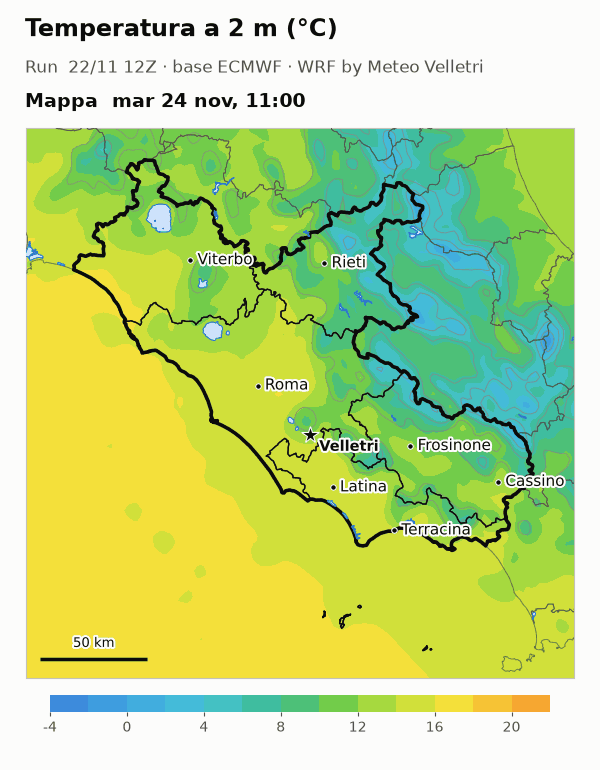 Temperatura a 2 m (°C)
Run  22/11 12Z · base ECMWF · WRF by Meteo Velletri
Mappa  mar 24 nov, 11:00
Viterbo
Rieti
Roma
Velletri
Frosinone
Cassino
Latina
Terracina
50 km
-4 0 4 8 12 16 20